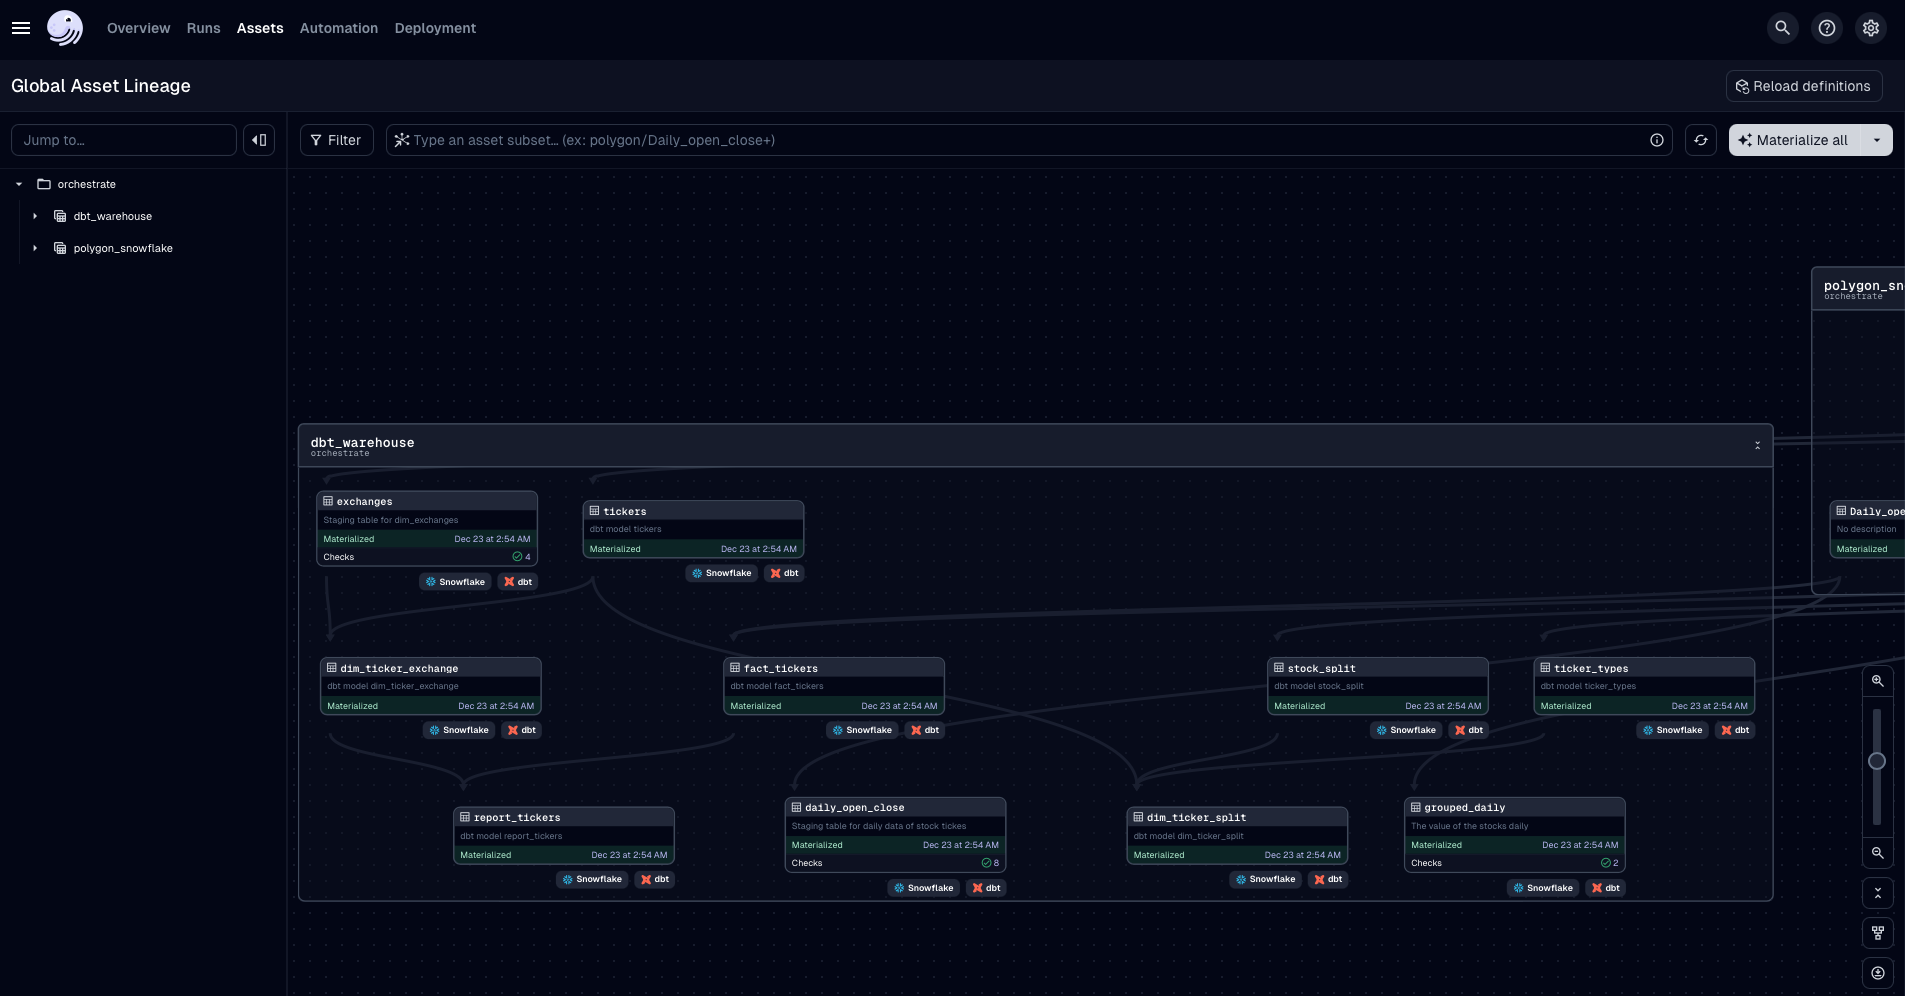 Overview Runs Assets Automation Deployment
Global Asset Lineage
Reload definitions
Jump to…
Filter
Type an asset subset… (ex: polygon/Daily_open_close+)
Materialize all
orchestrate
dbt_warehouse
polygon_snowflake
polygon_sn
orchestrate
dbt_warehouse
orchestrate
exchanges
Staging table for dim_exchanges
Materialized Dec 23 at 2:54 AM
Checks 4
Snowflake dbt
tickers
dbt model tickers
Materialized Dec 23 at 2:54 AM
Snowflake dbt
Daily_ope
No description
Materialized
dim_ticker_exchange
dbt model dim_ticker_exchange
Materialized Dec 23 at 2:54 AM
Snowflake dbt
fact_tickers
dbt model fact_tickers
Materialized Dec 23 at 2:54 AM
Snowflake dbt
stock_split
dbt model stock_split
Materialized Dec 23 at 2:54 AM
Snowflake dbt
ticker_types
dbt model ticker_types
Materialized Dec 23 at 2:54 AM
Snowflake dbt
report_tickers
dbt model report_tickers
Materialized Dec 23 at 2:54 AM
Snowflake dbt
daily_open_close
Staging table for daily data of stock tickes
Materialized Dec 23 at 2:54 AM
Checks 8
Snowflake dbt
dim_ticker_split
dbt model dim_ticker_split
Materialized Dec 23 at 2:54 AM
Snowflake dbt
grouped_daily
The value of the stocks daily
Materialized Dec 23 at 2:54 AM
Checks 2
Snowflake dbt